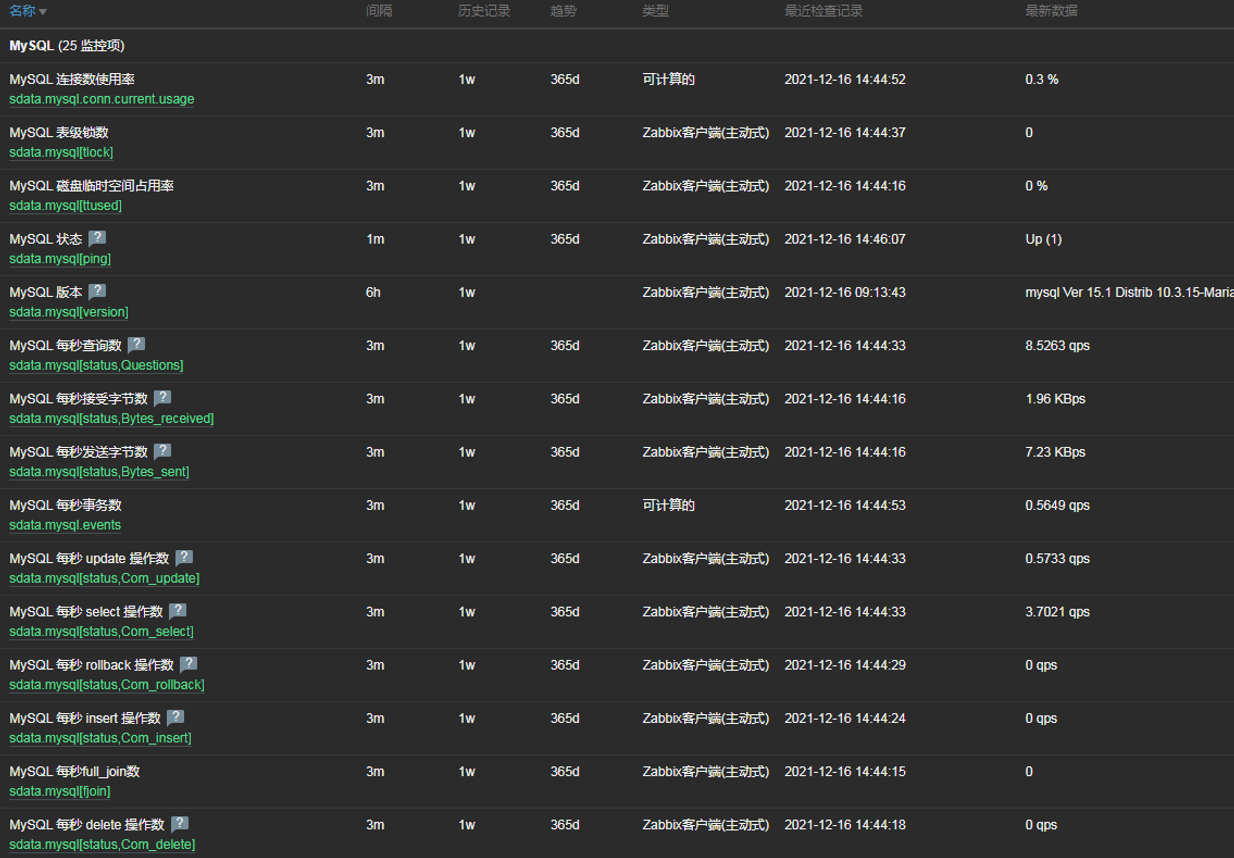 名称 间隔 历史记录 趋势 类型 最近检查记录 最新数据
MySQL (25 监控项)
MySQL 连接数使用率 3m 1w 365d 可计算的 2021-12-16 14:44:52 0.3 %
sdata.mysql.conn.current.usage
MySQL 表级锁数 3m 1w 365d Zabbix客户端(主动式) 2021-12-16 14:44:37 0
sdata.mysql[tlock]
MySQL 磁盘临时空间占用率 3m 1w 365d Zabbix客户端(主动式) 2021-12-16 14:44:16 0 %
sdata.mysql[ttused]
MySQL 状态 ? 1m 1w 365d Zabbix客户端(主动式) 2021-12-16 14:46:07 Up (1)
sdata.mysql[ping]
MySQL 版本 ? 6h 1w Zabbix客户端(主动式) 2021-12-16 09:13:43 mysql Ver 15.1 Distrib 10.3.15-Maria
sdata.mysql[version]
MySQL 每秒查询数 ? 3m 1w 365d Zabbix客户端(主动式) 2021-12-16 14:44:33 8.5263 qps
sdata.mysql[status,Questions]
MySQL 每秒接受字节数 ? 3m 1w 365d Zabbix客户端(主动式) 2021-12-16 14:44:16 1.96 KBps
sdata.mysql[status,Bytes_received]
MySQL 每秒发送字节数 ? 3m 1w 365d Zabbix客户端(主动式) 2021-12-16 14:44:16 7.23 KBps
sdata.mysql[status,Bytes_sent]
MySQL 每秒事务数 3m 1w 365d 可计算的 2021-12-16 14:44:53 0.5649 qps
sdata.mysql.events
MySQL 每秒 update 操作数 ? 3m 1w 365d Zabbix客户端(主动式) 2021-12-16 14:44:33 0.5733 qps
sdata.mysql[status,Com_update]
MySQL 每秒 select 操作数 ? 3m 1w 365d Zabbix客户端(主动式) 2021-12-16 14:44:33 3.7021 qps
sdata.mysql[status,Com_select]
MySQL 每秒 rollback 操作数 ? 3m 1w 365d Zabbix客户端(主动式) 2021-12-16 14:44:29 0 qps
sdata.mysql[status,Com_rollback]
MySQL 每秒 insert 操作数 ? 3m 1w 365d Zabbix客户端(主动式) 2021-12-16 14:44:24 0 qps
sdata.mysql[status,Com_insert]
MySQL 每秒full_join数 3m 1w 365d Zabbix客户端(主动式) 2021-12-16 14:44:15 0
sdata.mysql[fjoin]
MySQL 每秒 delete 操作数 ? 3m 1w 365d Zabbix客户端(主动式) 2021-12-16 14:44:18 0 qps
sdata.mysql[status,Com_delete]